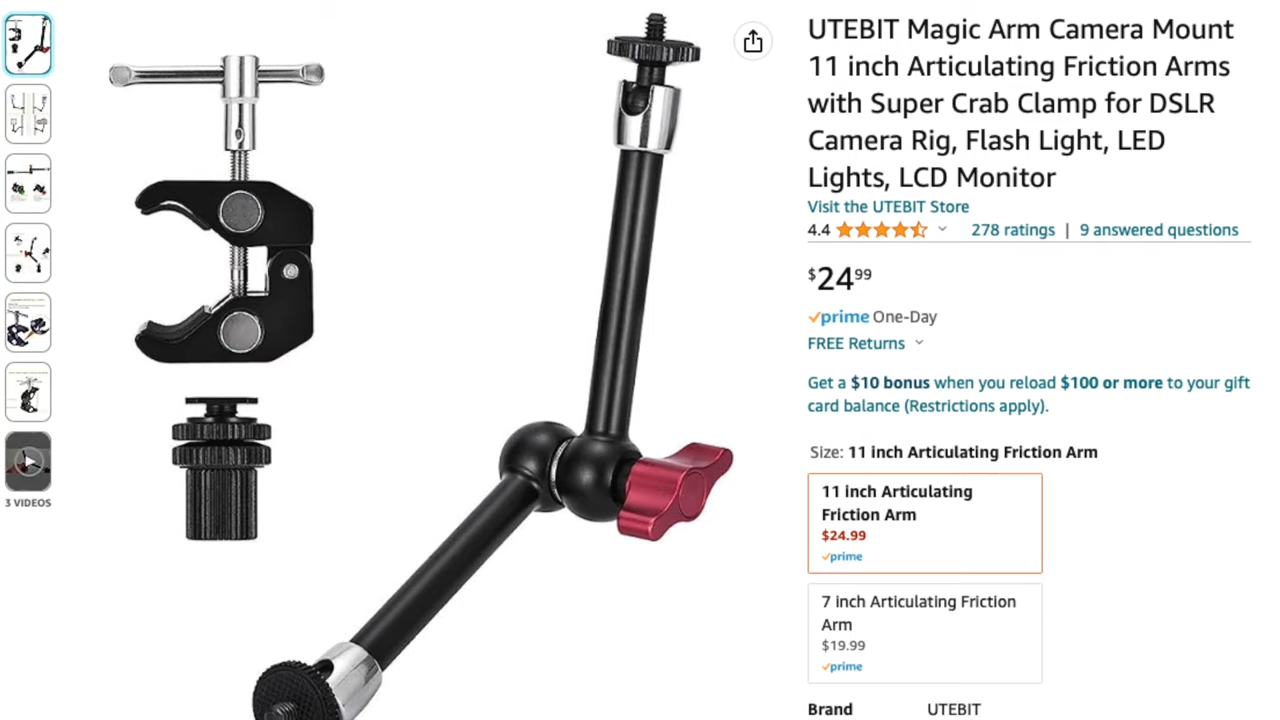 UTEBIT Magic Arm Camera Mount
11 inch Articulating Friction Arms
with Super Crab Clamp for DSLR
Camera Rig, Flash Light, LED
Lights, LCD Monitor
Visit the UTEBIT Store
4.4 278 ratings | 9 answered questions
$24.99
prime One-Day
FREE Returns
Get a $10 bonus when you reload $100 or more to your gift
card balance (Restrictions apply).
Size: 11 inch Articulating Friction Arm
11 inch Articulating
Friction Arm
$24.99
prime
7 inch Articulating Friction
Arm
$19.99
prime
Brand UTEBIT
3 VIDEOS